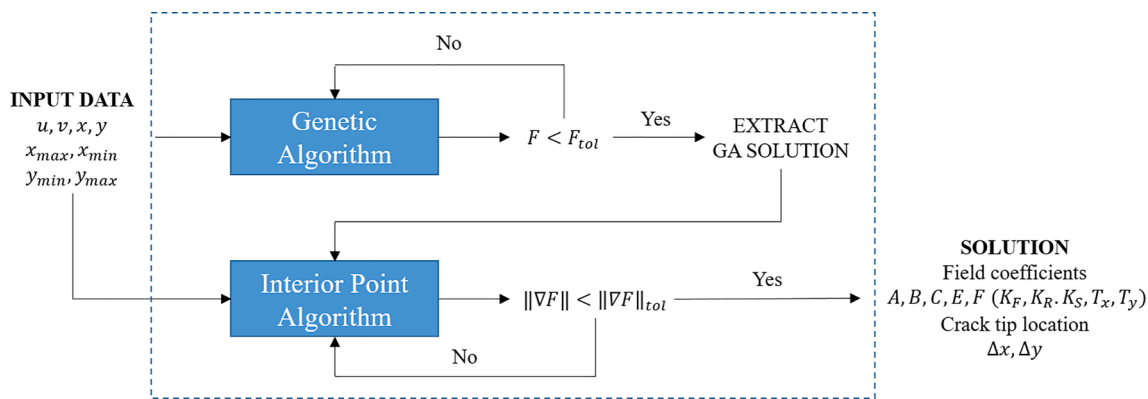 No
INPUT DATA
u, v, x, y
x_max, x_min
y_min, y_max
Genetic
Algorithm
F < F_tol
Yes
EXTRACT
GA SOLUTION
Interior Point
Algorithm
‖∇F‖ < ‖∇F‖_tol
Yes
No
SOLUTION
Field coefficients
A, B, C, E, F (K_F, K_R. K_S, T_x, T_y)
Crack tip location
Δx, Δy